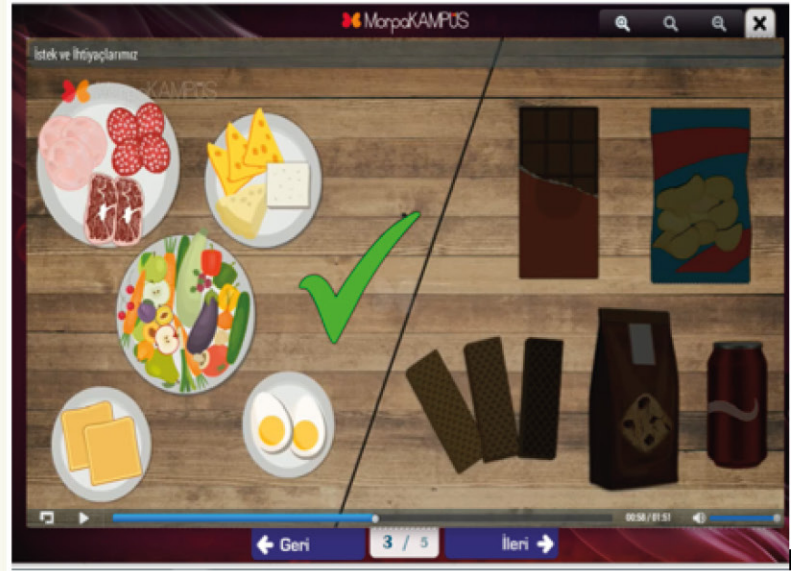 MorpaKAMPÜS
İstek ve İhtiyaçlarımız
MorpaKAMPÜS
00:58 / 01:51
Geri
3 / 5
İleri